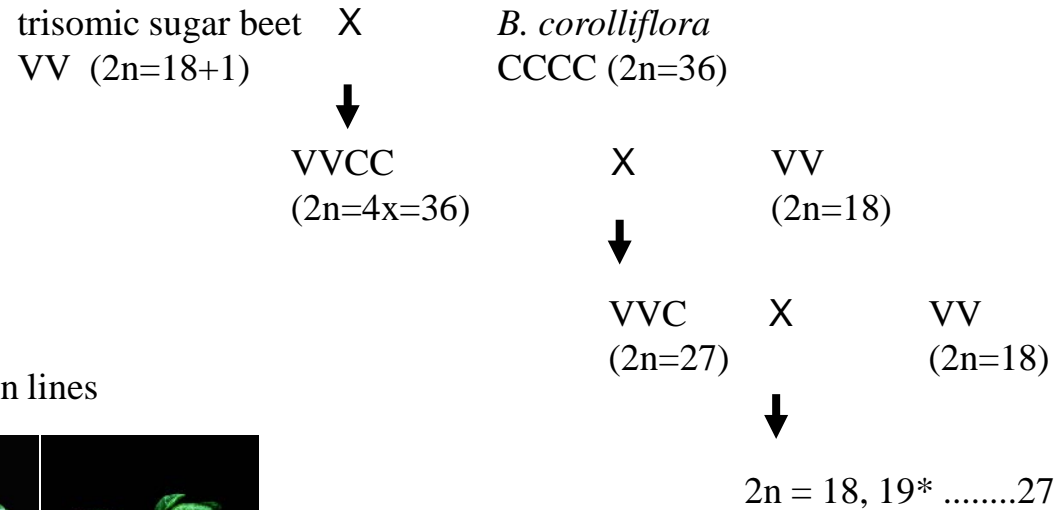 trisomic sugar beet X B. corolliflora
VV (2n=18+1) CCCC (2n=36)
VVCC X VV
(2n=4x=36) (2n=18)
VVC X VV
(2n=27) (2n=18)
n lines
2n = 18, 19* ........27